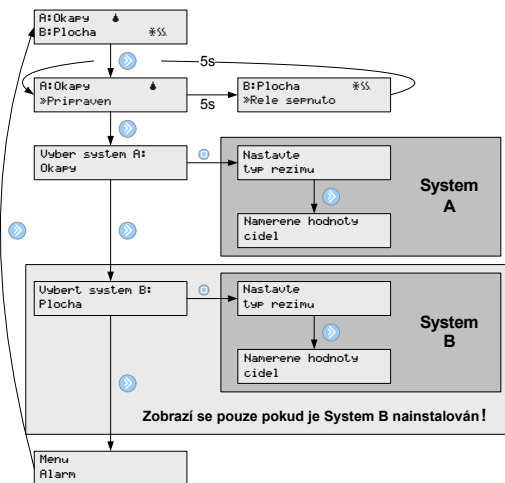 A:Okapy
B:Plocha
5s
A:Okapy
»Pripraven
5s
B:Plocha
»Rele sepnuto
Vyber system A:
Okapy
Nastavte
typ rezimu
System
A
Namerene hodnoty
cidel
Vybert system B:
Plocha
Nastavte
typ rezimu
System
B
Namerene hodnoty
cidel
Zobrazí se pouze pokud je System B nainstalován!
Menu
Alarm